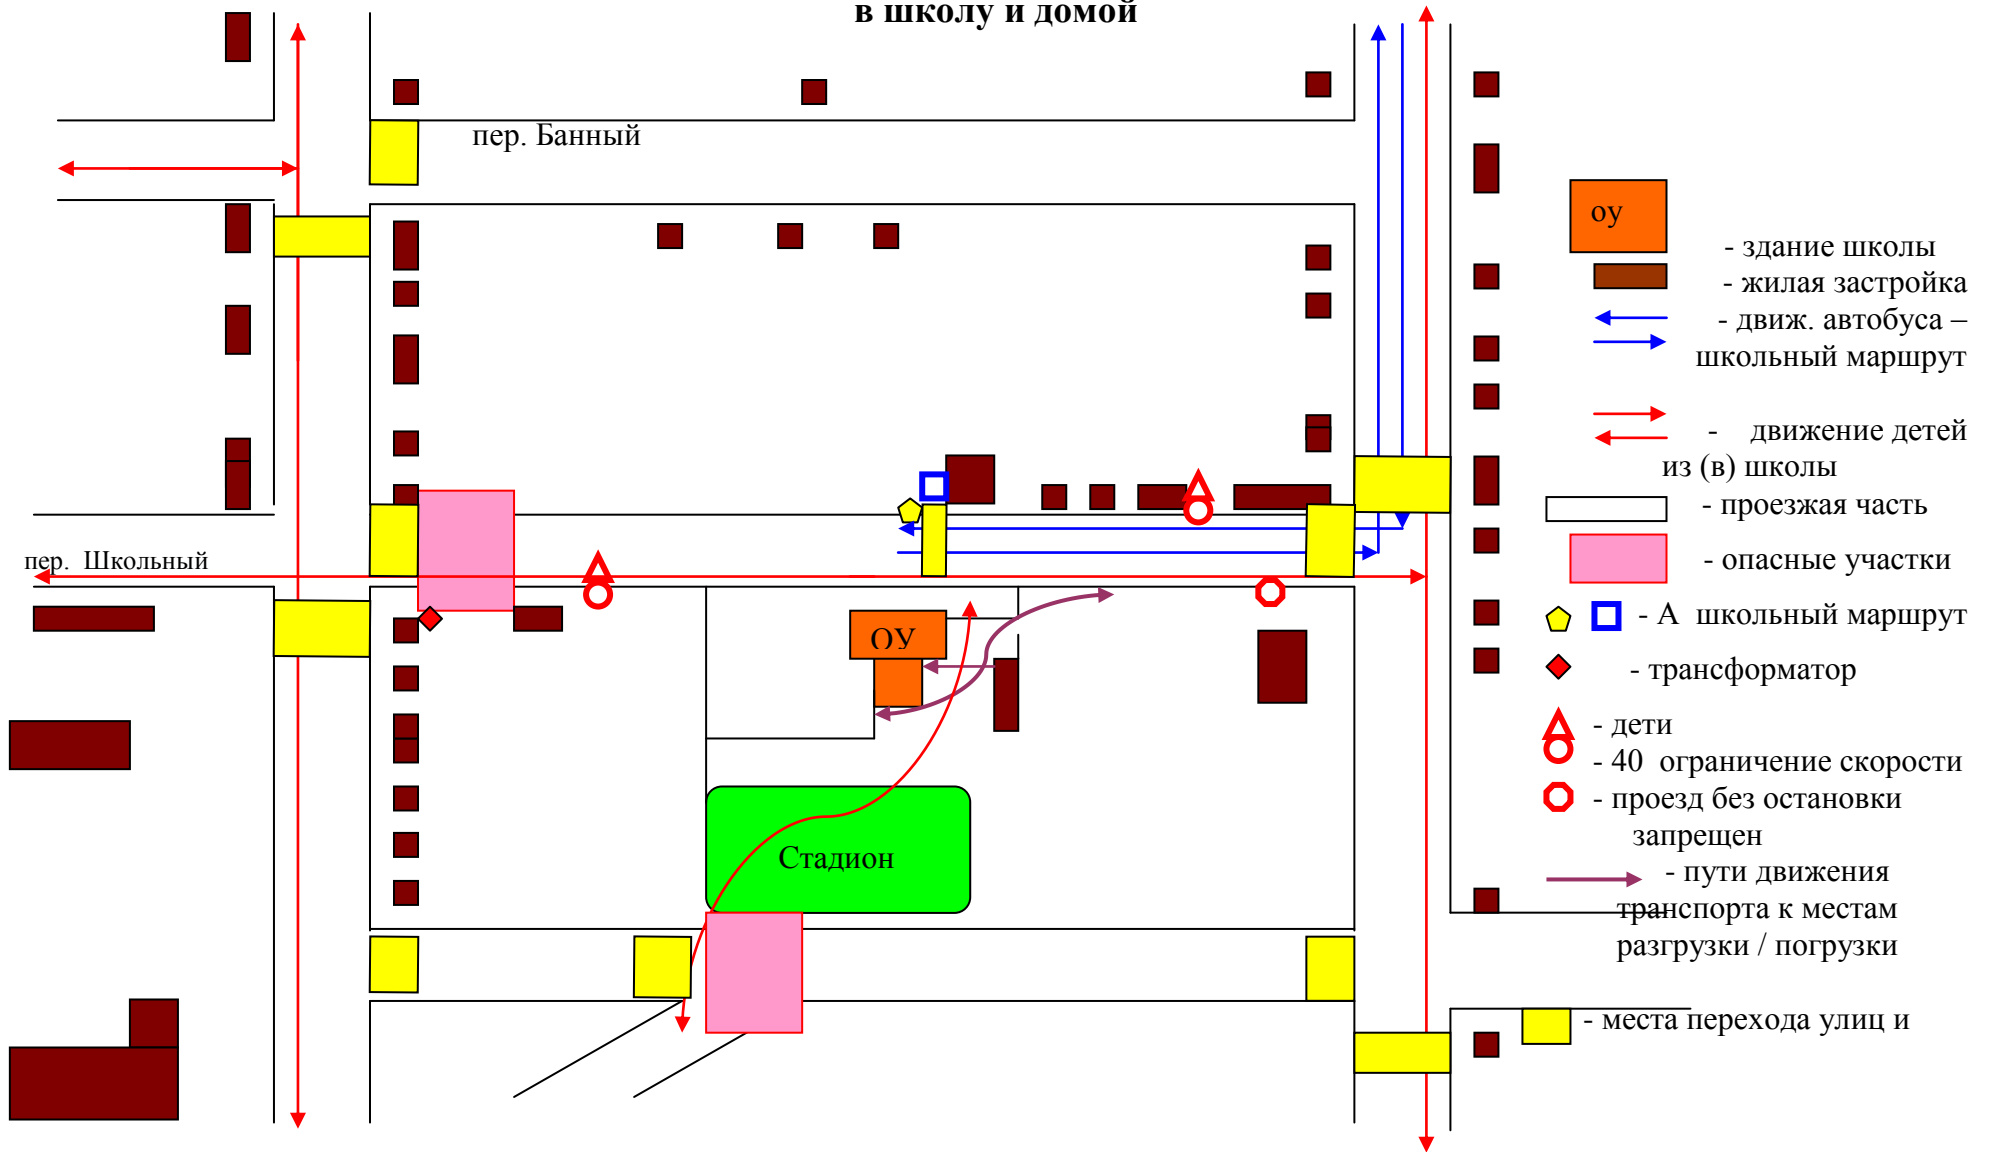 в школу и домой
пер. Банный
оу
- здание школы
- жилая застройка
- движ. автобуса –
школьный маршрут
- движение детей
из (в) школы
- проезжая часть
пер. Школьный
- опасные участки
- А школьный маршрут
ОУ
- трансформатор
- дети
- 40 ограничение скорости
- проезд без остановки
запрещен
Стадион
- пути движения
транспорта к местам
разгрузки / погрузки
- места перехода улиц и